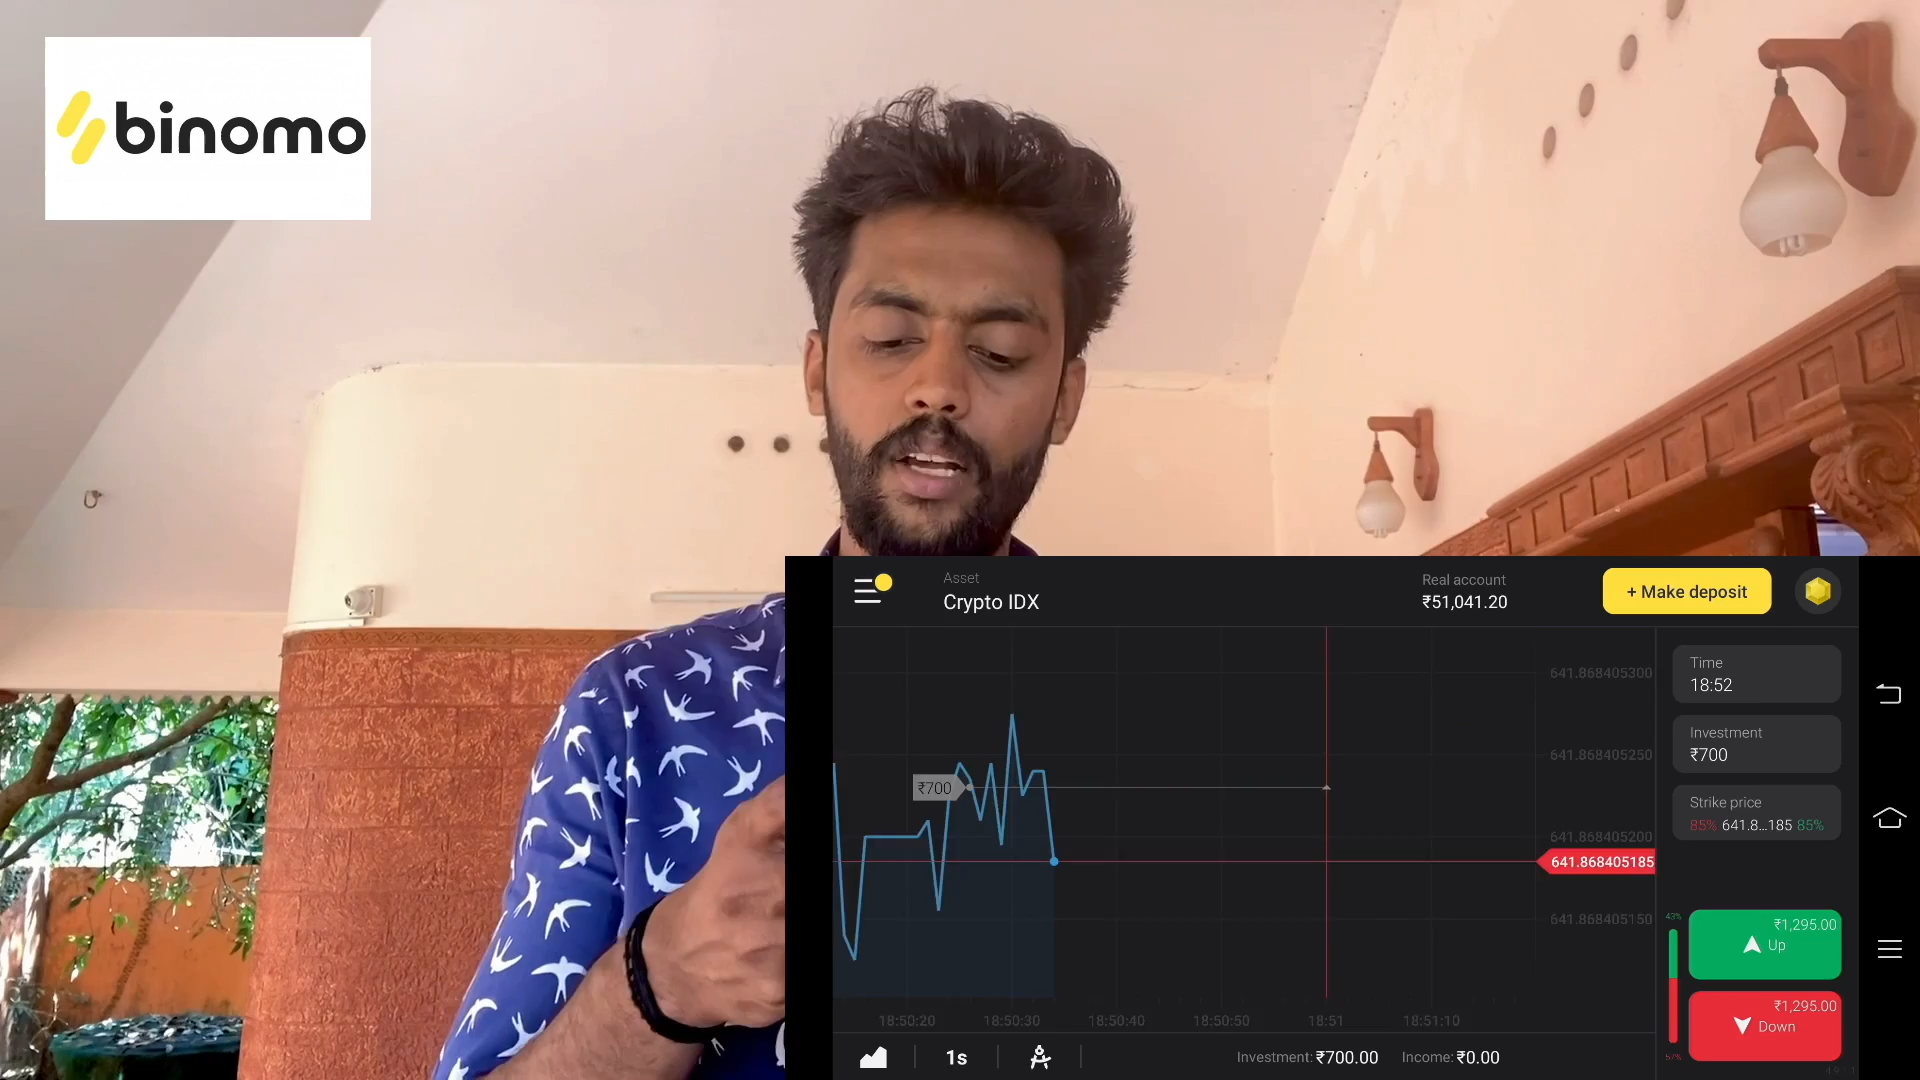 binomo
Asset
Crypto IDX
Real account
₹51,041.20
+ Make deposit
Time
18:52
Investment
₹700
Strike price
85% 641.8...185 85%
641.868405300
641.868405250
641.868405200
641.868405185
641.868405150
₹700
43%
₹1,295.00
Up
₹1,295.00
Down
57%
18:50:20 18:50:30 18:50:40 18:50:50 18:51 18:51:10
1s
Investment: ₹700.00 Income: ₹0.00